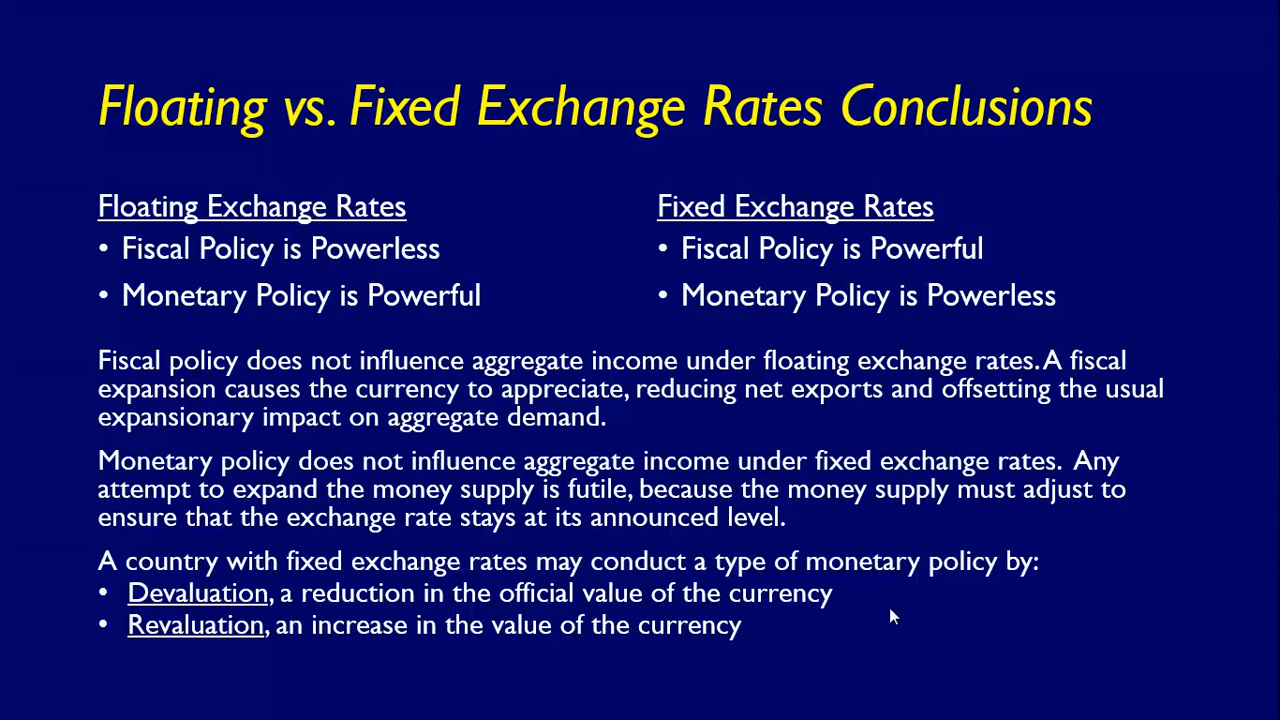 Floating vs. Fixed Exchange Rates Conclusions
Floating Exchange Rates
• Fiscal Policy is Powerless
• Monetary Policy is Powerful
Fixed Exchange Rates
• Fiscal Policy is Powerful
• Monetary Policy is Powerless
Fiscal policy does not influence aggregate income under floating exchange rates. A fiscal
expansion causes the currency to appreciate, reducing net exports and offsetting the usual
expansionary impact on aggregate demand.
Monetary policy does not influence aggregate income under fixed exchange rates.  Any
attempt to expand the money supply is futile, because the money supply must adjust to
ensure that the exchange rate stays at its announced level.
A country with fixed exchange rates may conduct a type of monetary policy by:
• Devaluation, a reduction in the official value of the currency
• Revaluation, an increase in the value of the currency